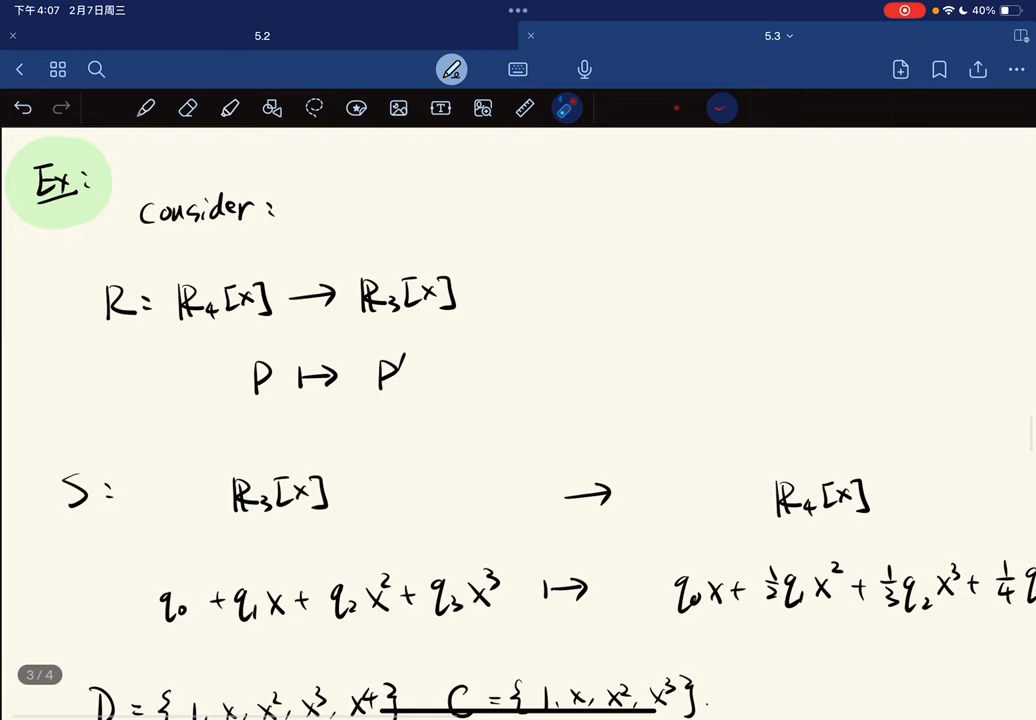 下午4:07 2月7日周三
40%
5.2
5.3
Ex:
Consider:
R: ℝ₄[x] → ℝ₃[x]
P ↦ P'
S: ℝ₃[x] → ℝ₄[x]
q₀ + q₁x + q₂x² + q₃x³ ↦ q₀x + ½q₁x² + ⅓q₂x³ + ¼q
3/4
D = {1, x, x², x³, x⁴} C = {1, x, x², x³}.